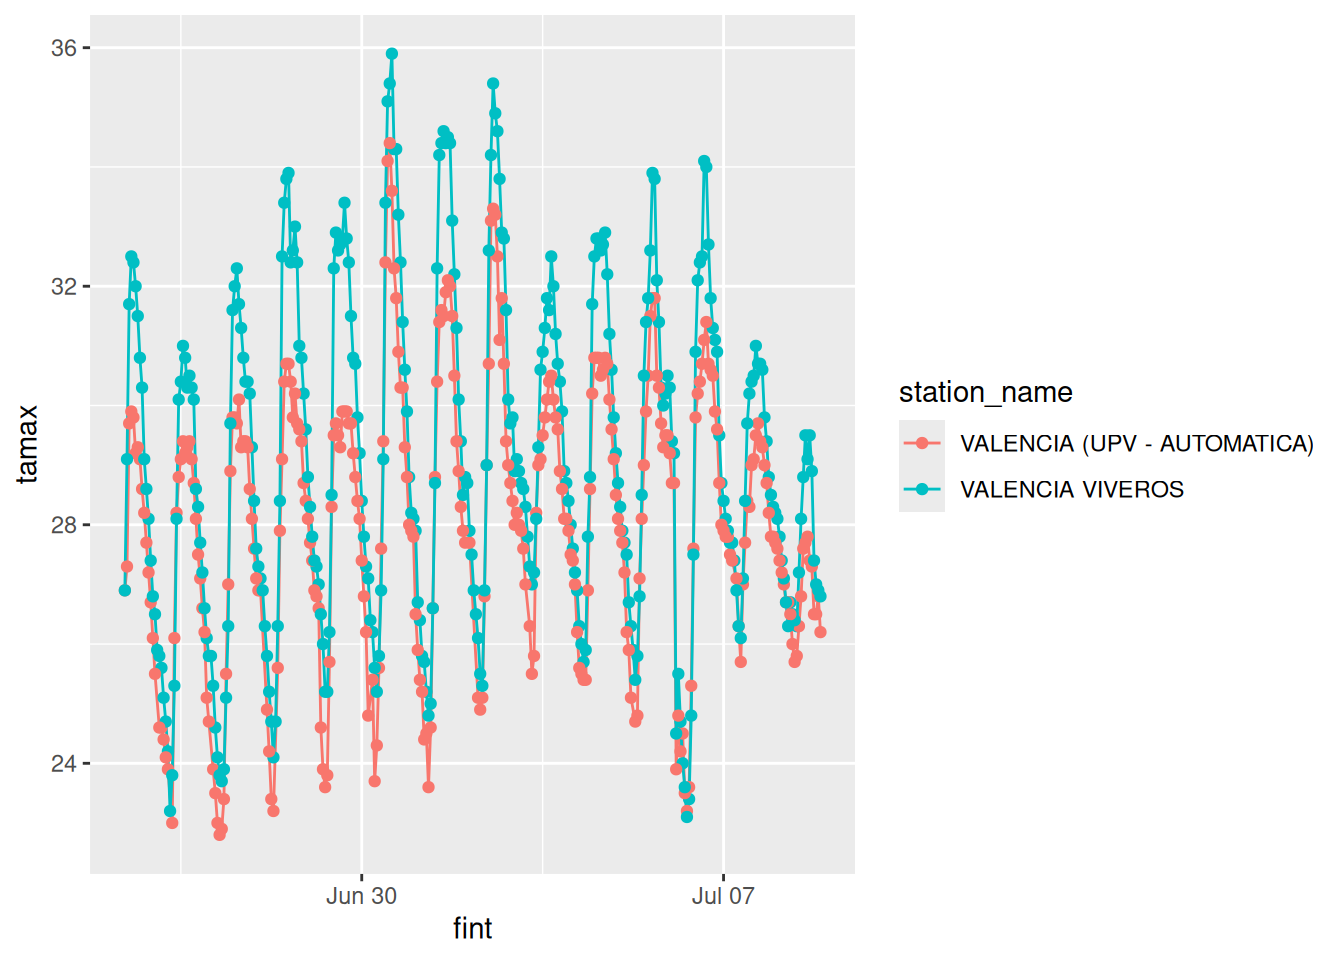 36
32
28
24
tamax
Jun 30
Jul 07
fint
station_name
VALENCIA (UPV - AUTOMATICA)
VALENCIA VIVEROS